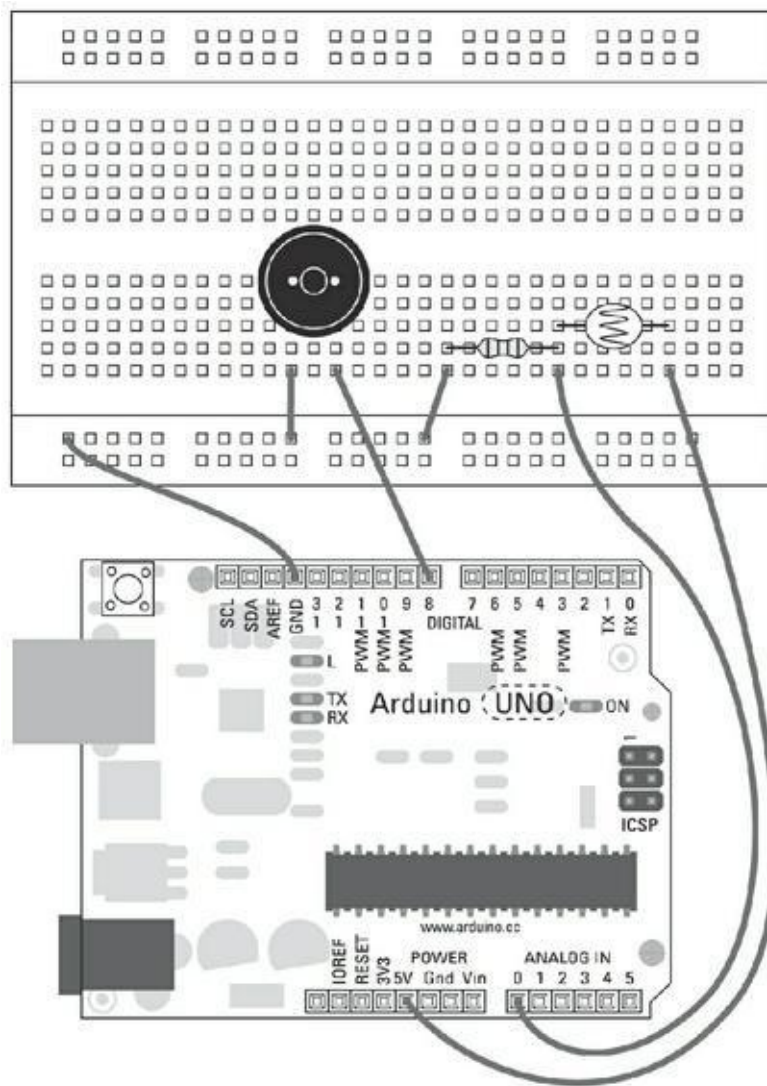 SCL
SDA
AREF
GND
13
12
11
10
9
8
7
6
5
4
3
2
1
0
PWM
PWM
PWM
DIGITAL
PWM
PWM
PWM
TX
RX
L
TX
RX
Arduino UNO
ON
1
ICSP
www.arduino.cc
POWER
ANALOG IN
IOREF
RESET
3V3
5V
Gnd
Vin
0
1
2
3
4
5